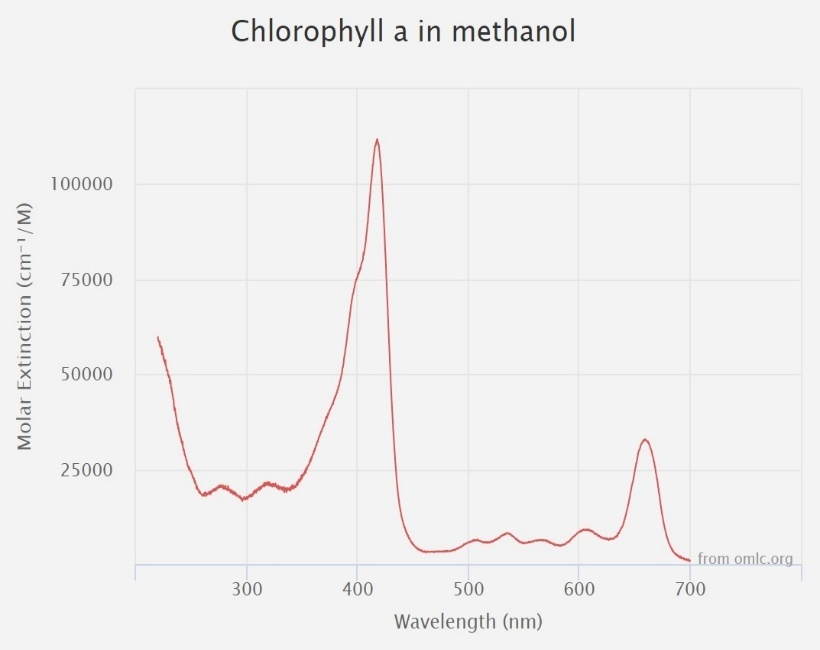 Chlorophyll a in methanol
Molar Extinction (cm⁻¹/M)
100000
75000
50000
25000
from omlc.org
300 400 500 600 700
Wavelength (nm)